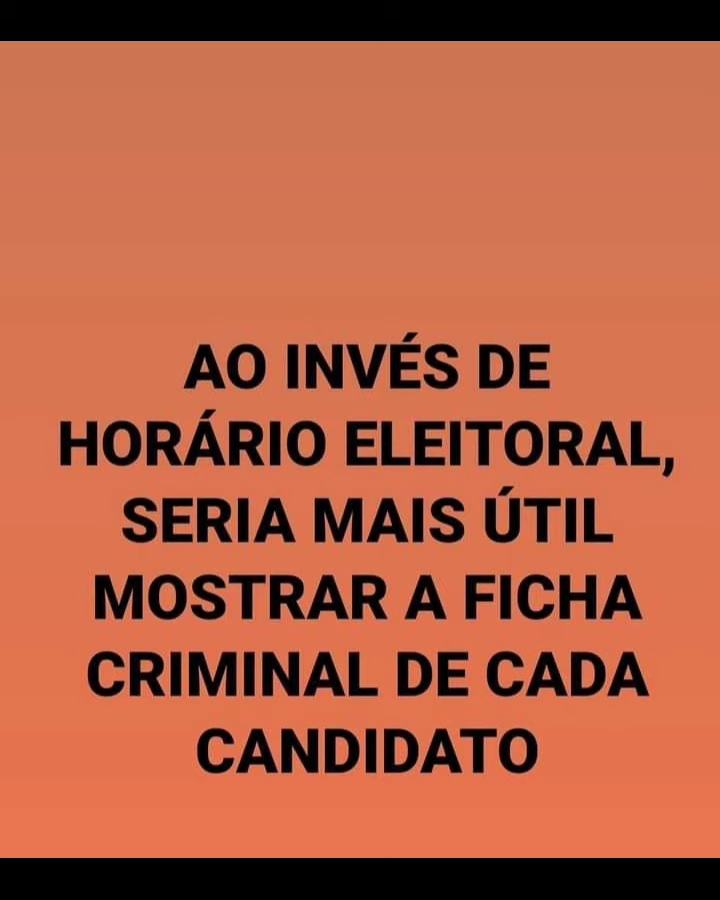 AO INVÉS DE
HORÁRIO ELEITORAL,
SERIA MAIS ÚTIL
MOSTRAR A FICHA
CRIMINAL DE CADA
CANDIDATO